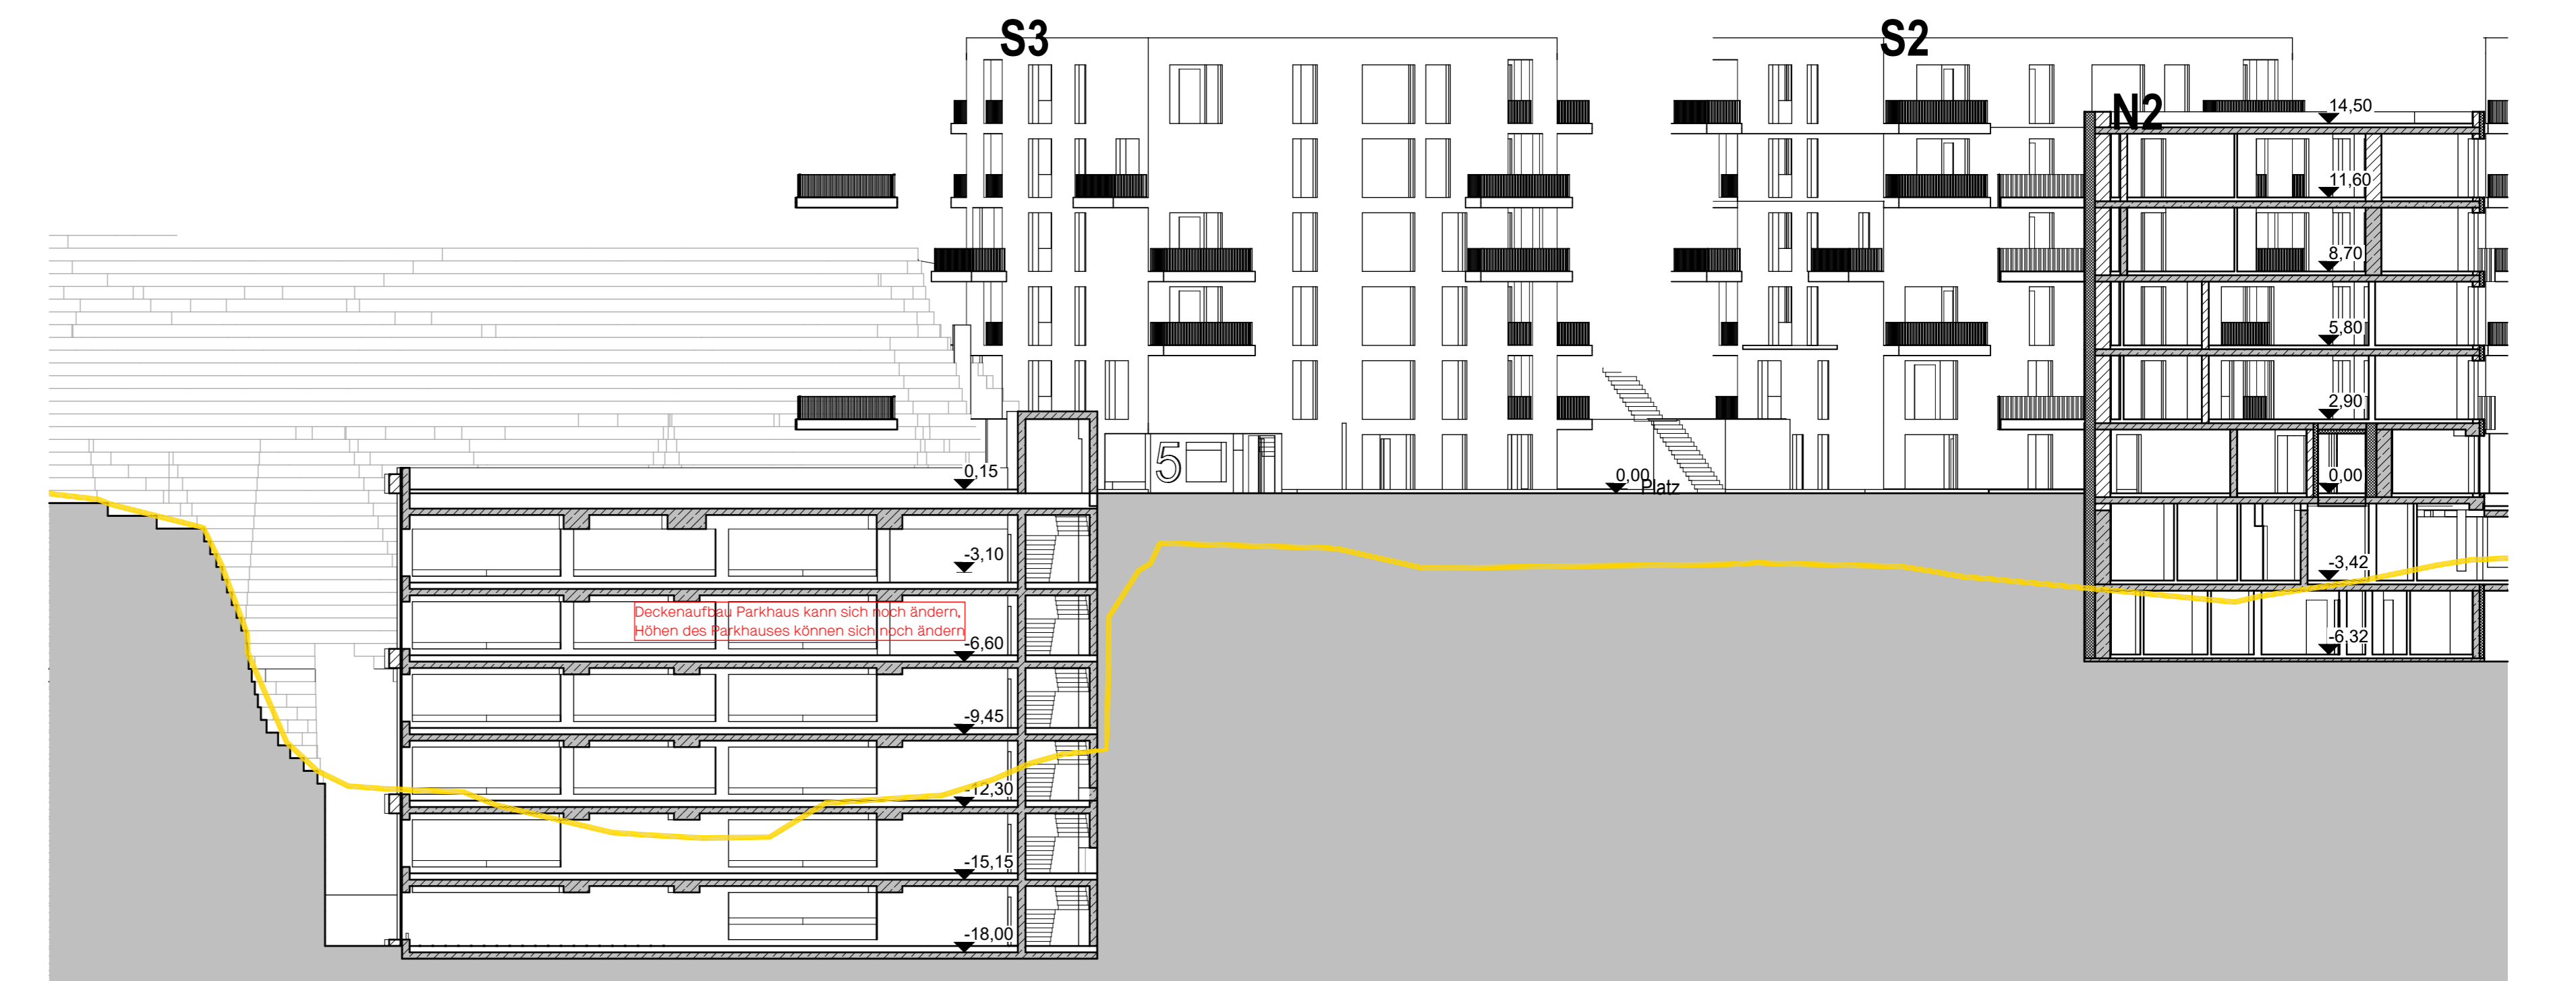 S3
S2
N2
14,50
11,60
8,70
5,80
2,90
5
0,15
0,00
Platz
0,00
-3,10
-3,42
Deckenaufbau Parkhaus kann sich noch ändern,
Höhen des Parkhauses können sich noch ändern
-6,60
-6,32
-9,45
-12,30
-15,15
-18,00